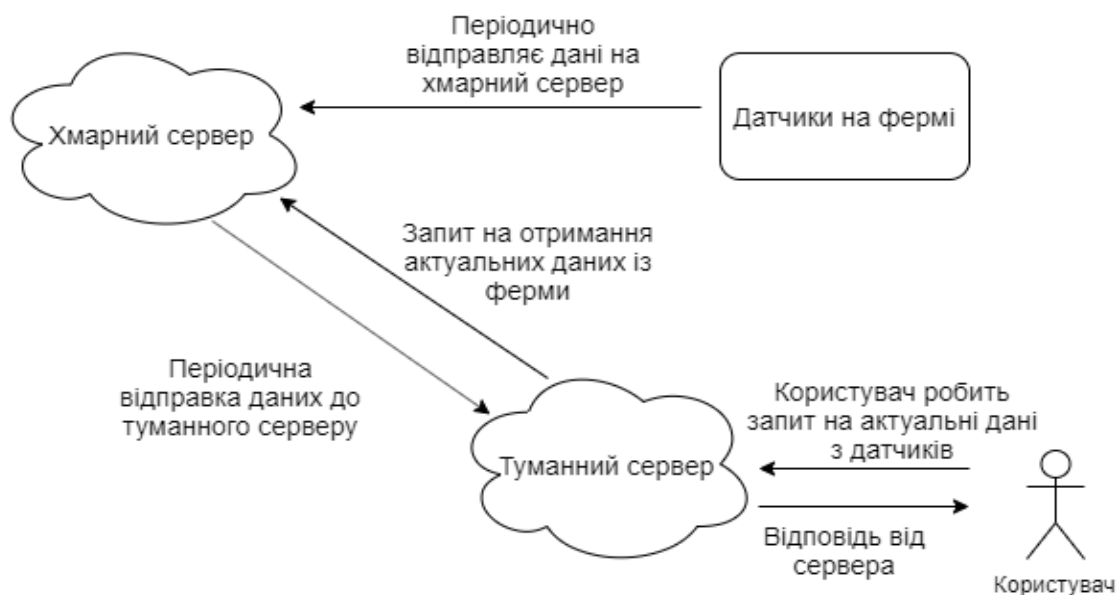 Періодично
відправляє дані на
хмарний сервер
Датчики на фермі
Хмарний сервер
Запит на отримання
актуальних даних із
ферми
Періодична
відправка даних до
туманного серверу
Користувач робить
запит на актуальні дані
з датчиків
Туманний сервер
Відповідь від
сервера
Користувач